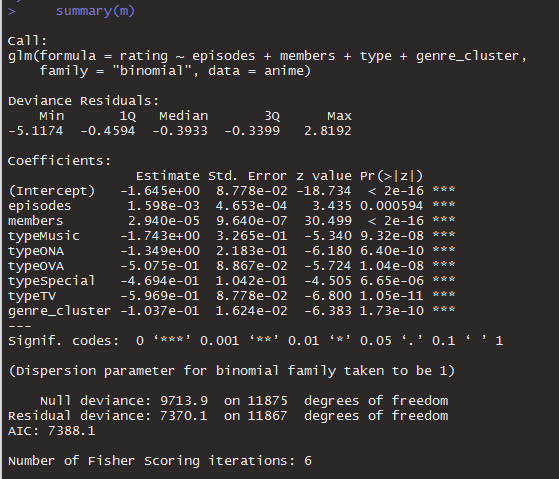 >     summary(m)
Call:
glm(formula = rating ~ episodes + members + type + genre_cluster,
    family = "binomial", data = anime)
Deviance Residuals:
    Min       1Q   Median       3Q      Max
-5.1174  -0.4594  -0.3933  -0.3399   2.8192
Coefficients:
                Estimate Std. Error z value Pr(>|z|)
(Intercept)   -1.645e+00  8.778e-02 -18.734  < 2e-16 ***
episodes       1.598e-03  4.653e-04   3.435 0.000594 ***
members        2.940e-05  9.640e-07  30.499  < 2e-16 ***
typeMusic     -1.743e+00  3.265e-01  -5.340 9.32e-08 ***
typeONA       -1.349e+00  2.183e-01  -6.180 6.40e-10 ***
typeOVA       -5.075e-01  8.867e-02  -5.724 1.04e-08 ***
typeSpecial   -4.694e-01  1.042e-01  -4.505 6.65e-06 ***
typeTV        -5.969e-01  8.778e-02  -6.800 1.05e-11 ***
genre_cluster -1.037e-01  1.624e-02  -6.383 1.73e-10 ***
---
Signif. codes:  0 ‘***’ 0.001 ‘**’ 0.01 ‘*’ 0.05 ‘.’ 0.1 ‘ ’ 1
(Dispersion parameter for binomial family taken to be 1)
    Null deviance: 9713.9  on 11875  degrees of freedom
Residual deviance: 7370.1  on 11867  degrees of freedom
AIC: 7388.1
Number of Fisher Scoring iterations: 6